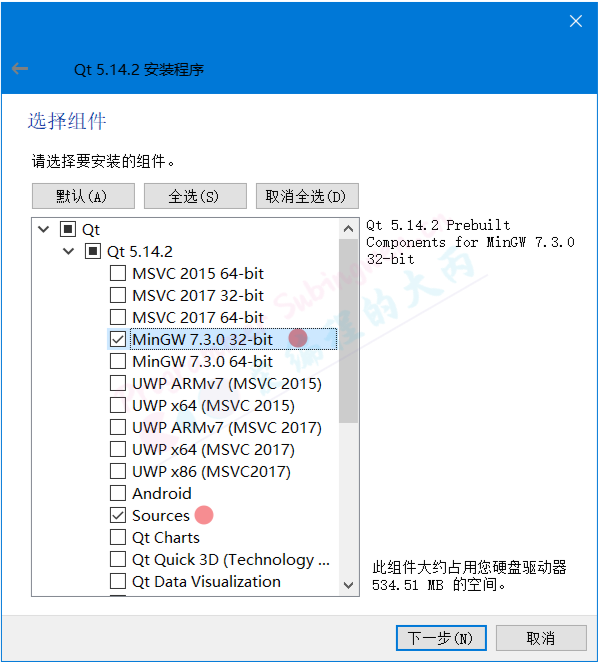 Qt 5.14.2 安装程序
选择组件
请选择要安装的组件。
默认(A)
全选(S)
取消全选(D)
Qt
Qt 5.14.2
MSVC 2015 64-bit
MSVC 2017 32-bit
MSVC 2017 64-bit
MinGW 7.3.0 32-bit
MinGW 7.3.0 64-bit
UWP ARMv7 (MSVC 2015)
UWP x64 (MSVC 2015)
UWP ARMv7 (MSVC 2017)
UWP x64 (MSVC 2017)
UWP x86 (MSVC2017)
Android
Sources
Qt Charts
Qt Quick 3D (Technology ...
Qt Data Visualization
Qt 5.14.2 Prebuilt
Components for MinGW 7.3.0
32-bit
编程的大丙
此组件大约占用您硬盘驱动器
534.51 MB 的空间。
下一步(N)
取消